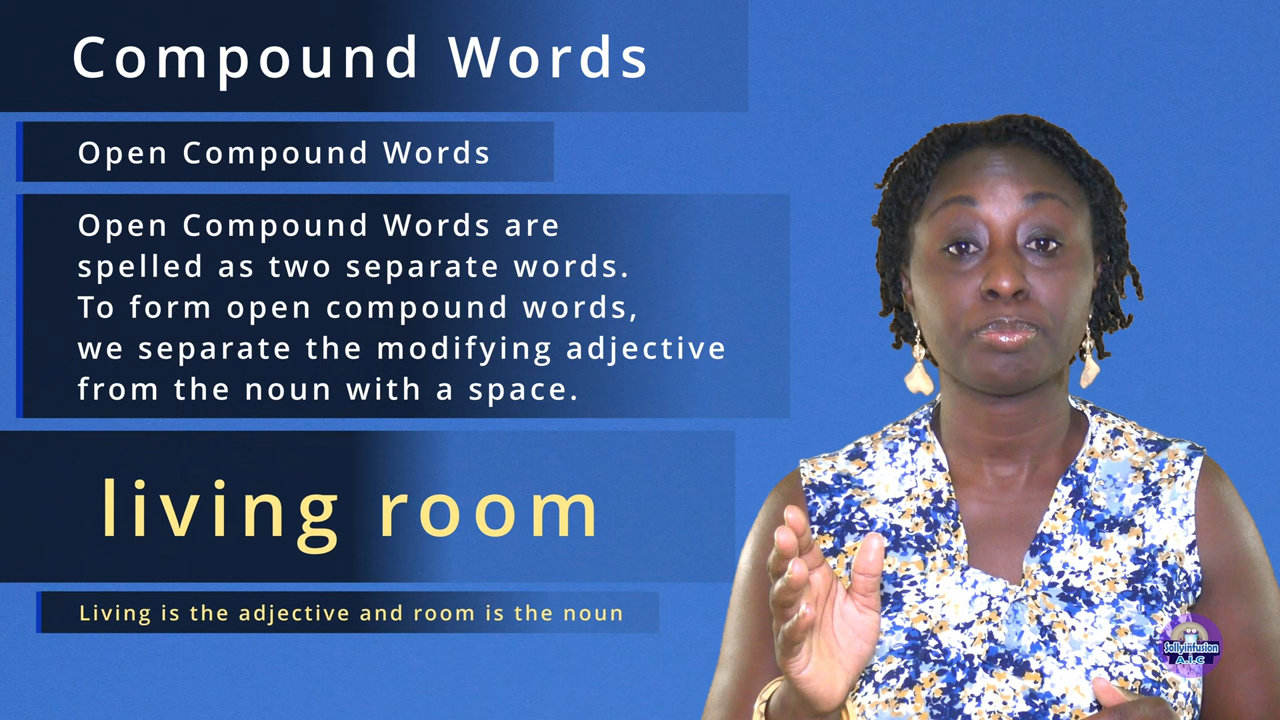 Compound Words
Open Compound Words
Open Compound Words are
spelled as two separate words.
To form open compound words,
we separate the modifying adjective
from the noun with a space.
living room
Living is the adjective and room is the noun
Sollyinfusion
A.I.C